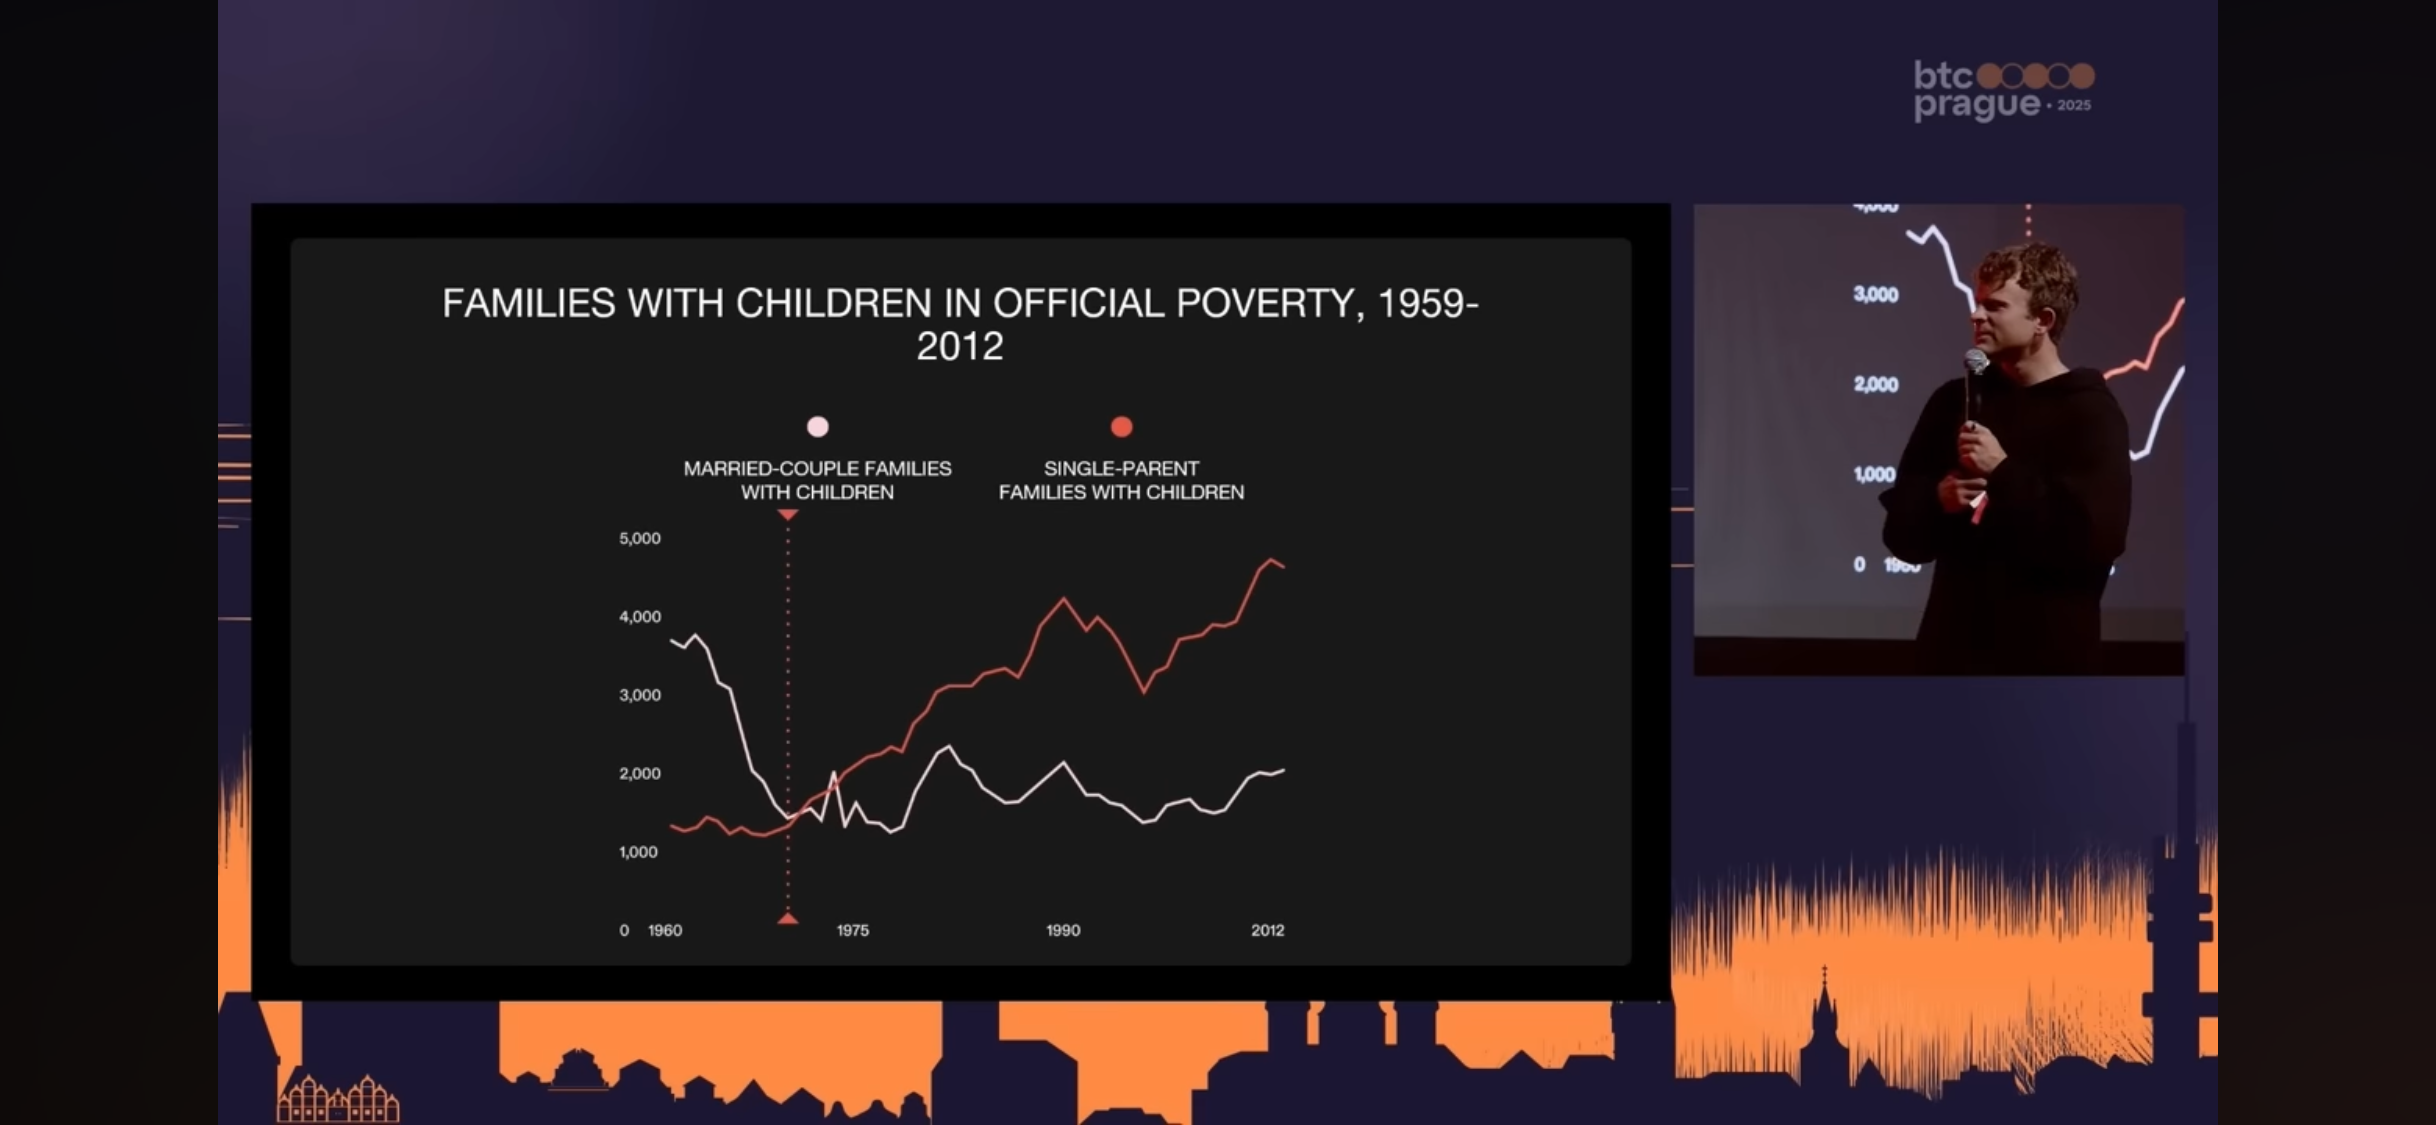 btc
prague • 2025
FAMILIES WITH CHILDREN IN OFFICIAL POVERTY, 1959-
2012
MARRIED-COUPLE FAMILIES
WITH CHILDREN
SINGLE-PARENT
FAMILIES WITH CHILDREN
5,000
4,000
3,000
2,000
1,000
0 1960 1975 1990 2012
4,000
3,000
2,000
1,000
0 1960